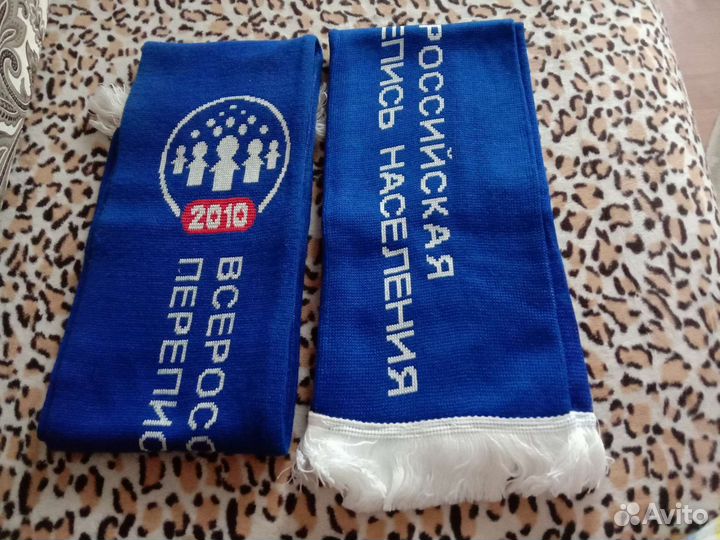 2010
ВСЕРОСС
ПЕРЕПИС
РОССИЙСКАЯ
ЕПИСЬ НАСЕЛЕНИЯ
Avito